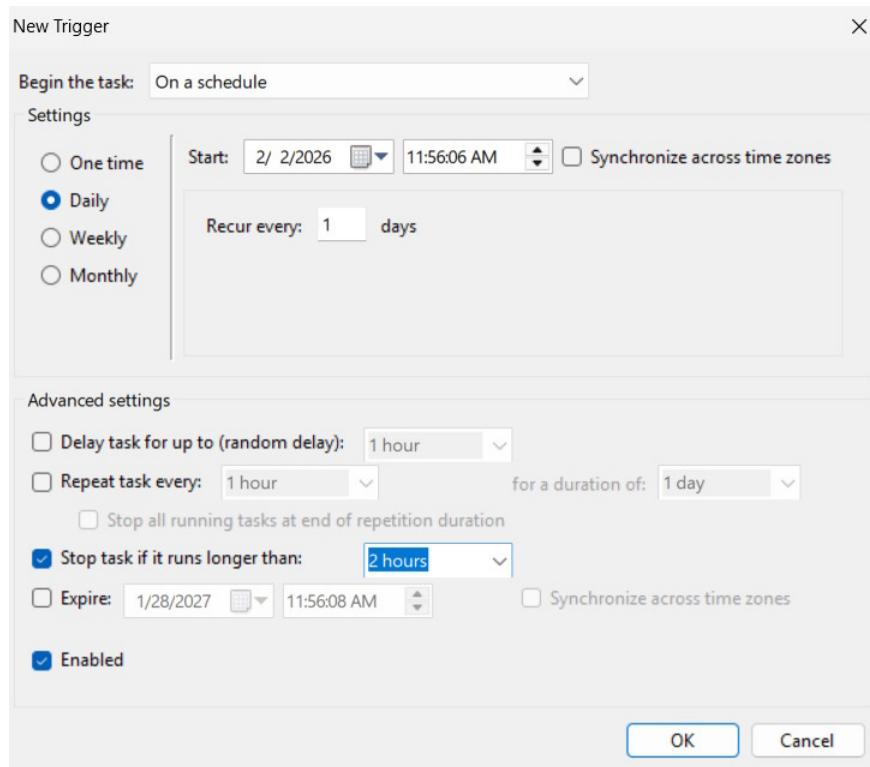 New Trigger
Begin the task: On a schedule
Settings
One time
Daily
Weekly
Monthly
Start: 2/ 2/2026 11:56:06 AM Synchronize across time zones
Recur every: 1 days
Advanced settings
Delay task for up to (random delay): 1 hour
Repeat task every: 1 hour for a duration of: 1 day
Stop all running tasks at end of repetition duration
Stop task if it runs longer than: 2 hours
Expire: 1/28/2027 11:56:08 AM Synchronize across time zones
Enabled
OK Cancel